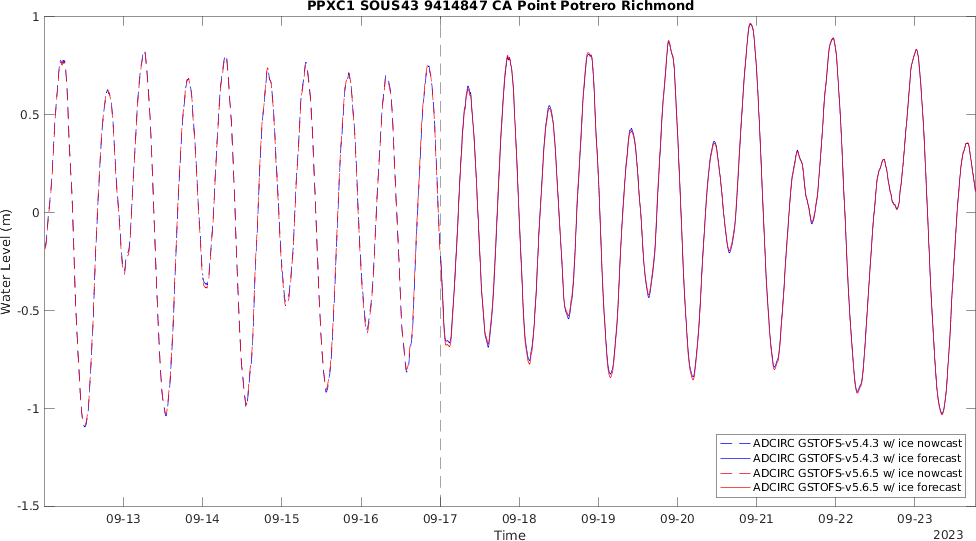 PPXC1 SOUS43 9414847 CA Point Potrero Richmond
1
0.5
0
-0.5
-1
-1.5
Water Level (m)
ADCIRC GSTOFS-v5.4.3 w/ ice nowcast
ADCIRC GSTOFS-v5.4.3 w/ ice forecast
ADCIRC GSTOFS-v5.6.5 w/ ice nowcast
ADCIRC GSTOFS-v5.6.5 w/ ice forecast
09-13 09-14 09-15 09-16 09-17 09-18 09-19 09-20 09-21 09-22 09-23
Time
2023